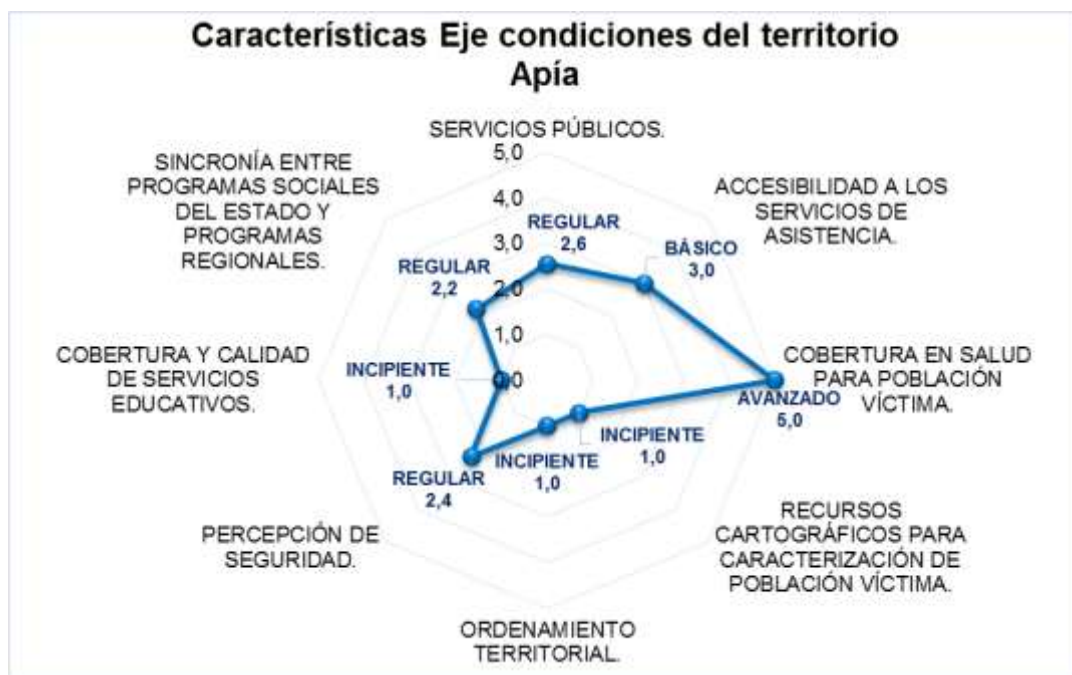 Características Eje condiciones del territorio
Apía
SERVICIOS PÚBLICOS.
5,0
4,0
3,0
2,0
1,0
0
REGULAR
2,6
ACCESIBILIDAD A LOS
SERVICIOS DE
ASISTENCIA.
BÁSICO
3,0
COBERTURA EN SALUD
PARA POBLACIÓN
VÍCTIMA.
AVANZADO
5,0
RECURSOS
CARTOGRÁFICOS PARA
CARACTERIZACIÓN DE
POBLACIÓN VÍCTIMA.
INCIPIENTE
1,0
ORDENAMIENTO
TERRITORIAL.
INCIPIENTE
1,0
PERCEPCIÓN DE
SEGURIDAD.
REGULAR
2,4
COBERTURA Y CALIDAD
DE SERVICIOS
EDUCATIVOS.
INCIPIENTE
1,0
SINCRONÍA ENTRE
PROGRAMAS SOCIALES
DEL ESTADO Y
PROGRAMAS
REGIONALES.
REGULAR
2,2